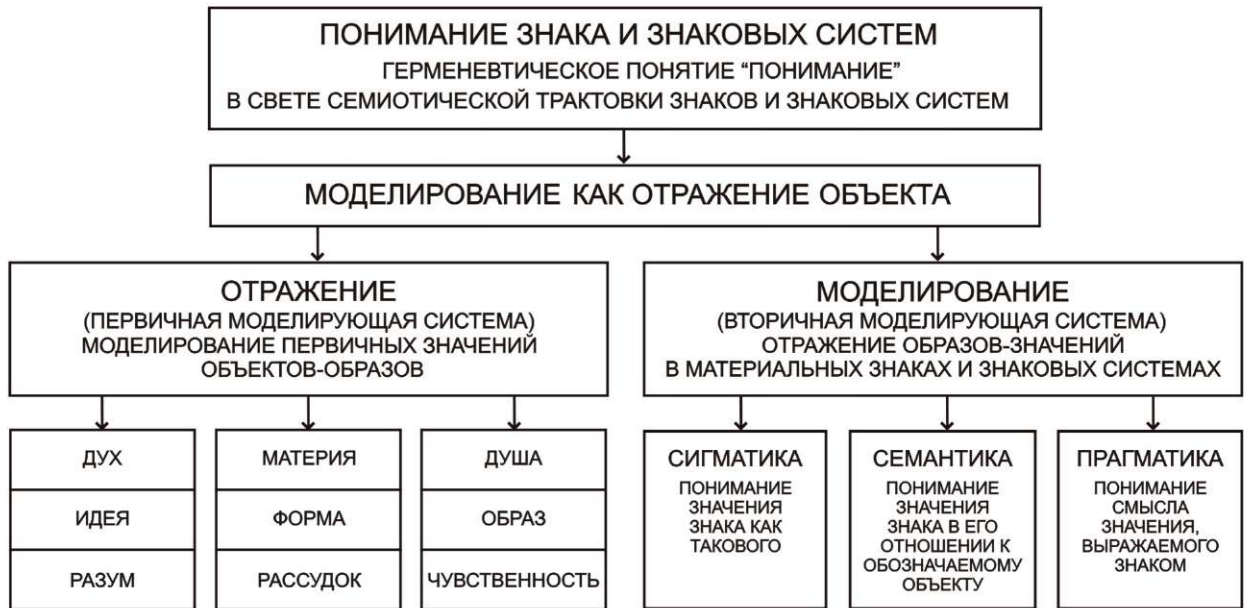 ПОНИМАНИЕ ЗНАКА И ЗНАКОВЫХ СИСТЕМ
ГЕРМЕНЕВТИЧЕСКОЕ ПОНЯТИЕ “ПОНИМАНИЕ”
В СВЕТЕ СЕМИОТИЧЕСКОЙ ТРАКТОВКИ ЗНАКОВ И ЗНАКОВЫХ СИСТЕМ
МОДЕЛИРОВАНИЕ КАК ОТРАЖЕНИЕ ОБЪЕКТА
ОТРАЖЕНИЕ
(ПЕРВИЧНАЯ МОДЕЛИРУЮЩАЯ СИСТЕМА)
МОДЕЛИРОВАНИЕ ПЕРВИЧНЫХ ЗНАЧЕНИЙ
ОБЪЕКТОВ-ОБРАЗОВ
МОДЕЛИРОВАНИЕ
(ВТОРИЧНАЯ МОДЕЛИРУЮЩАЯ СИСТЕМА)
ОТРАЖЕНИЕ ОБРАЗОВ-ЗНАЧЕНИЙ
В МАТЕРИАЛЬНЫХ ЗНАКАХ И ЗНАКОВЫХ СИСТЕМАХ
ДУХ
ИДЕЯ
РАЗУМ
МАТЕРИЯ
ФОРМА
РАССУДОК
ДУША
ОБРАЗ
ЧУВСТВЕННОСТЬ
СИГМАТИКА
ПОНИМАНИЕ
ЗНАЧЕНИЯ
ЗНАКА КАК
ТАКОВОГО
СЕМАНТИКА
ПОНИМАНИЕ
ЗНАЧЕНИЯ
ЗНАКА В ЕГО
ОТНОШЕНИИ К
ОБОЗНАЧАЕМОМУ
ОБЪЕКТУ
ПРАГМАТИКА
ПОНИМАНИЕ
СМЫСЛА
ЗНАЧЕНИЯ,
ВЫРАЖАЕМОГО
ЗНАКОМ